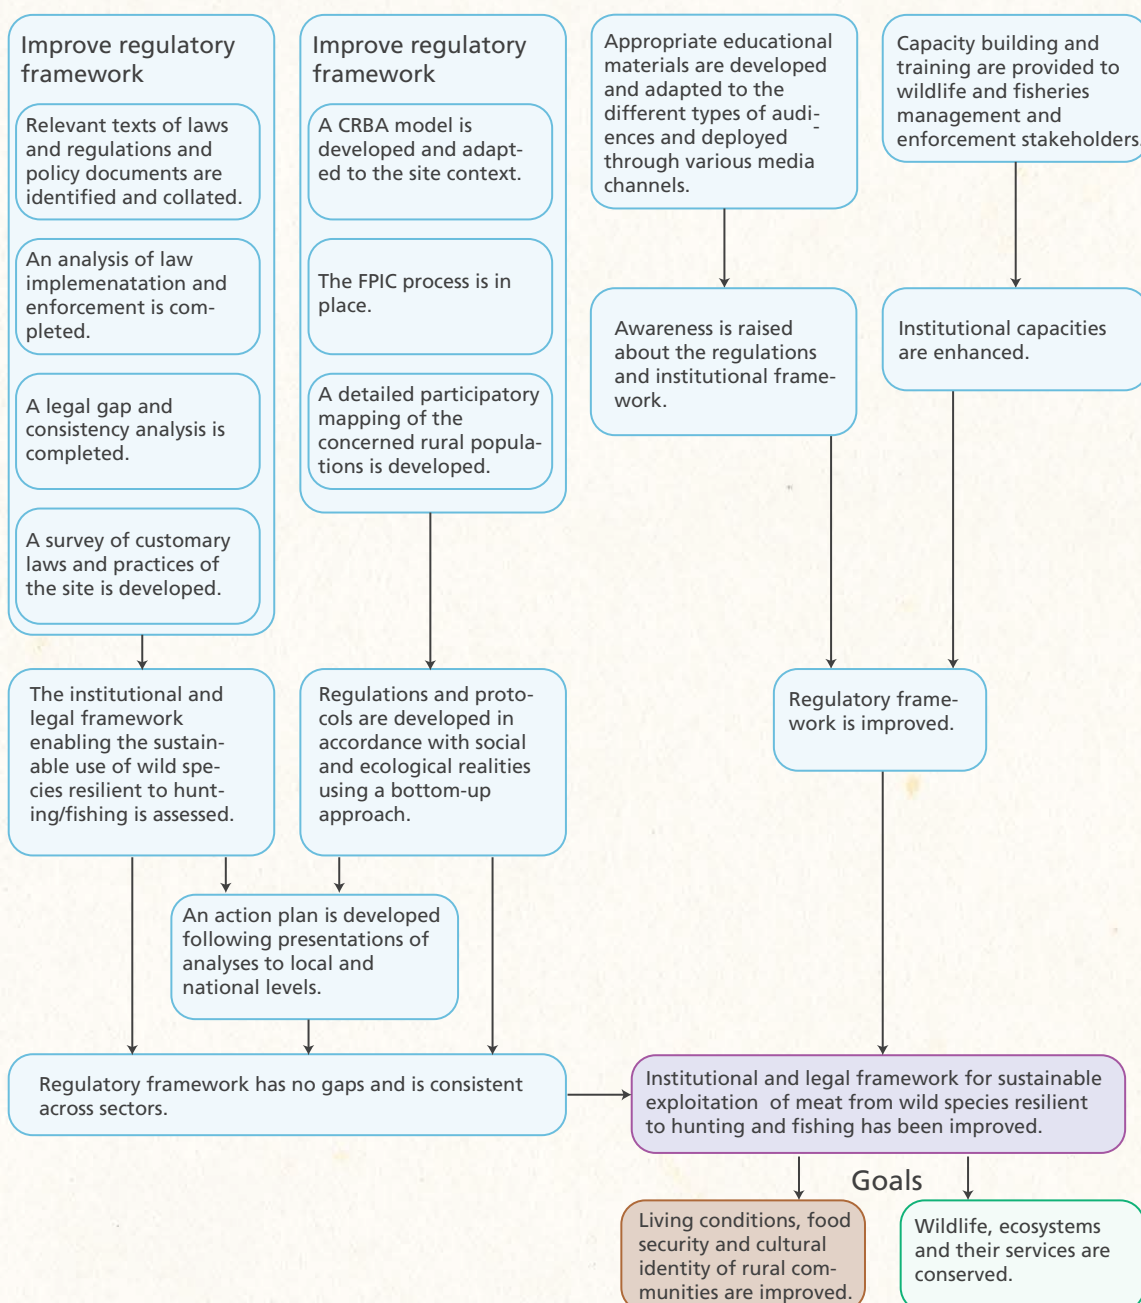 Improve regulatory
framework
Relevant texts of laws
and regulations and
policy documents are
identified and collated.
An analysis of law
implemenatation and
enforcement is com-
pleted.
A legal gap and
consistency analysis is
completed.
A survey of customary
laws and practices of
the site is developed.
Improve regulatory
framework
A CRBA model is
developed and adapt-
ed to the site context.
The FPIC process is in
place.
A detailed participatory
mapping of the
concerned rural popula-
tions is developed.
Appropriate educational
materials are developed
and adapted to the
different types of audi-
ences and deployed
through various media
channels.
Capacity building and
training are provided to
wildlife and fisheries
management and
enforcement stakeholders.
Awareness is raised
about the regulations
and institutional frame-
work.
Institutional capacities
are enhanced.
The institutional and
legal framework
enabling the sustain-
able use of wild spe-
cies resilient to hunt-
ing/fishing is assessed.
Regulations and proto-
cols are developed in
accordance with social
and ecological realities
using a bottom-up
approach.
Regulatory frame-
work is improved.
An action plan is developed
following presentations of
analyses to local and
national levels.
Regulatory framework has no gaps and is consistent
across sectors.
Institutional and legal framework for sustainable
exploitation of meat from wild species resilient
to hunting and fishing has been improved.
Goals
Living conditions, food
security and cultural
identity of rural com-
munities are improved.
Wildlife, ecosystems
and their services are
conserved.